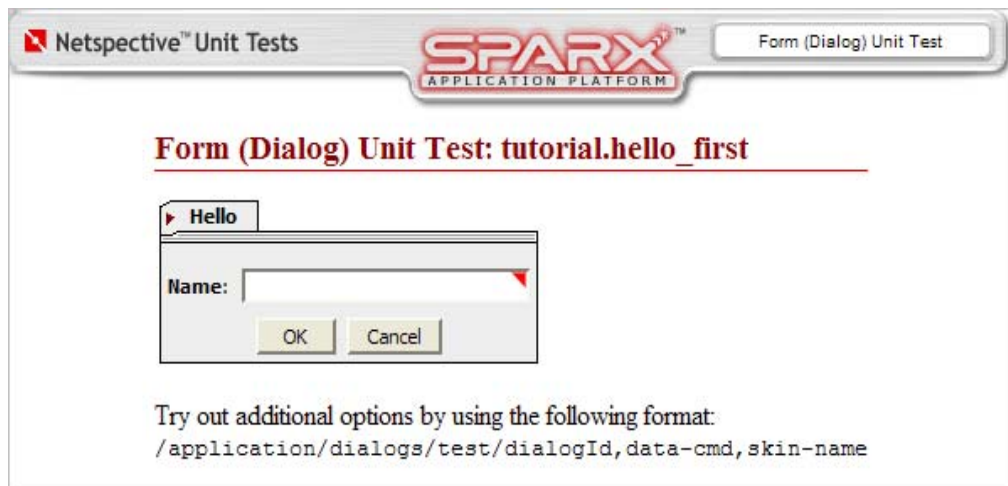 Netspective™ Unit Tests
SPARX™
APPLICATION PLATFORM
Form (Dialog) Unit Test
Form (Dialog) Unit Test: tutorial.hello_first
Hello
Name:
OK Cancel
Try out additional options by using the following format:
/application/dialogs/test/dialogId,data-cmd,skin-name